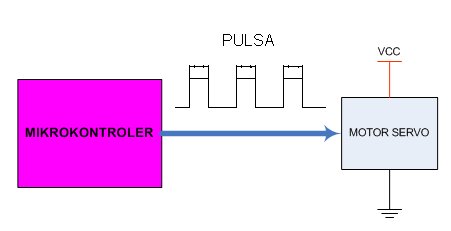 PULSA
VCC
MIKROKONTROLER
MOTOR SERVO